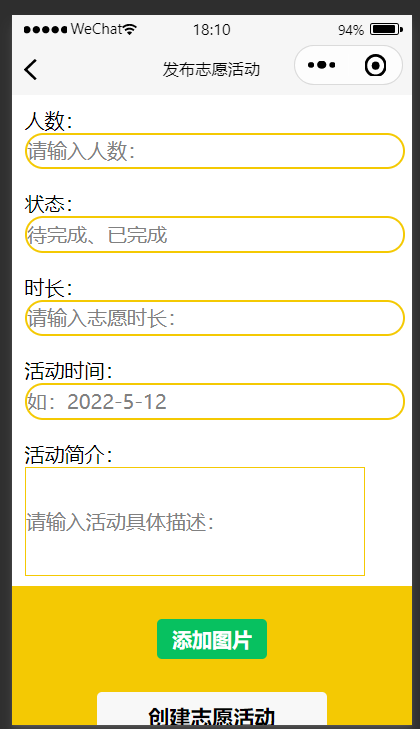 WeChat 18:10 94%
发布志愿活动
人数：
请输入人数：
状态：
待完成、已完成
时长：
请输入志愿时长：
活动时间：
如：2022-5-12
活动简介：
请输入活动具体描述：
添加图片
创建志愿活动